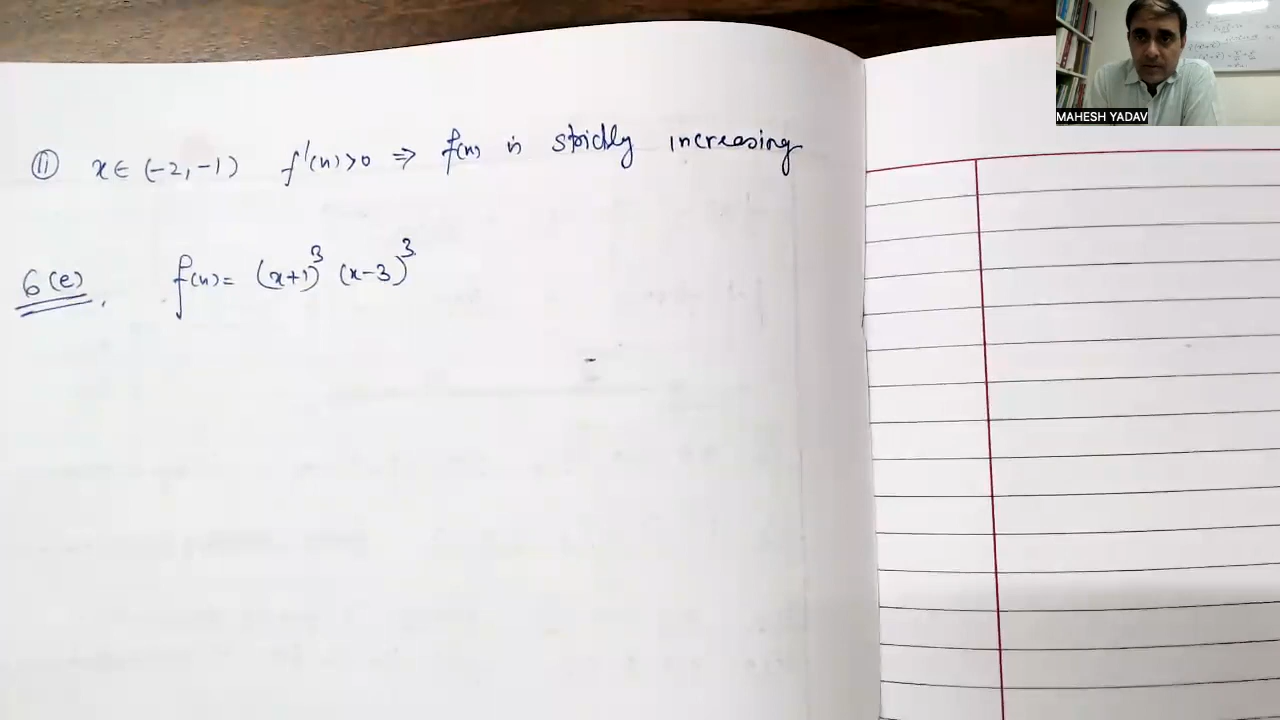 MAHESH YADAV
(ii) x ∈ (-2, -1) f'(x) > 0 ⇒ f(x) is strictly increasing
6(e). f(x) = (x+1)³ (x-3)³